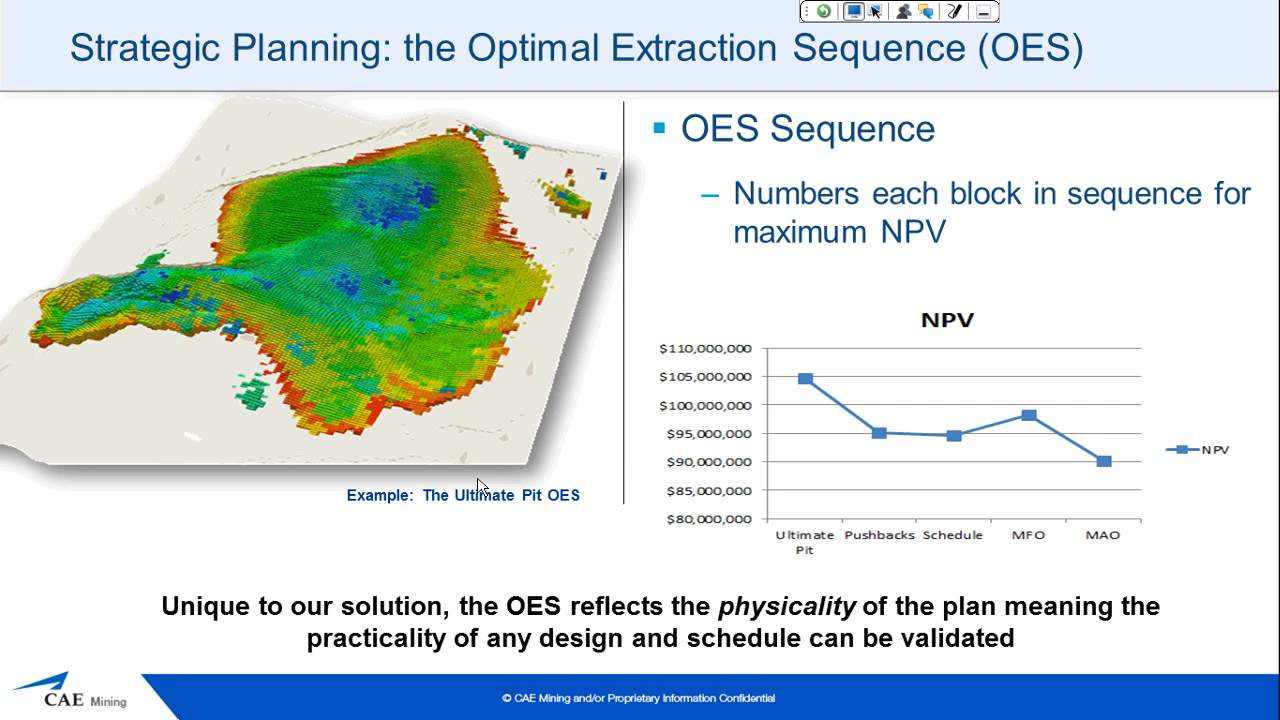 Strategic Planning: the Optimal Extraction Sequence (OES)
OES Sequence
– Numbers each block in sequence for
maximum NPV
Example: The Ultimate Pit OES
NPV
$110,000,000
$105,000,000
$100,000,000
$95,000,000
$90,000,000
$85,000,000
$80,000,000
Ultimate Pit
Pushbacks
Schedule
MFO
MAO
NPV
Unique to our solution, the OES reflects the physicality of the plan meaning the
practicality of any design and schedule can be validated
CAE Mining
© CAE Mining and/or Proprietary Information Confidential